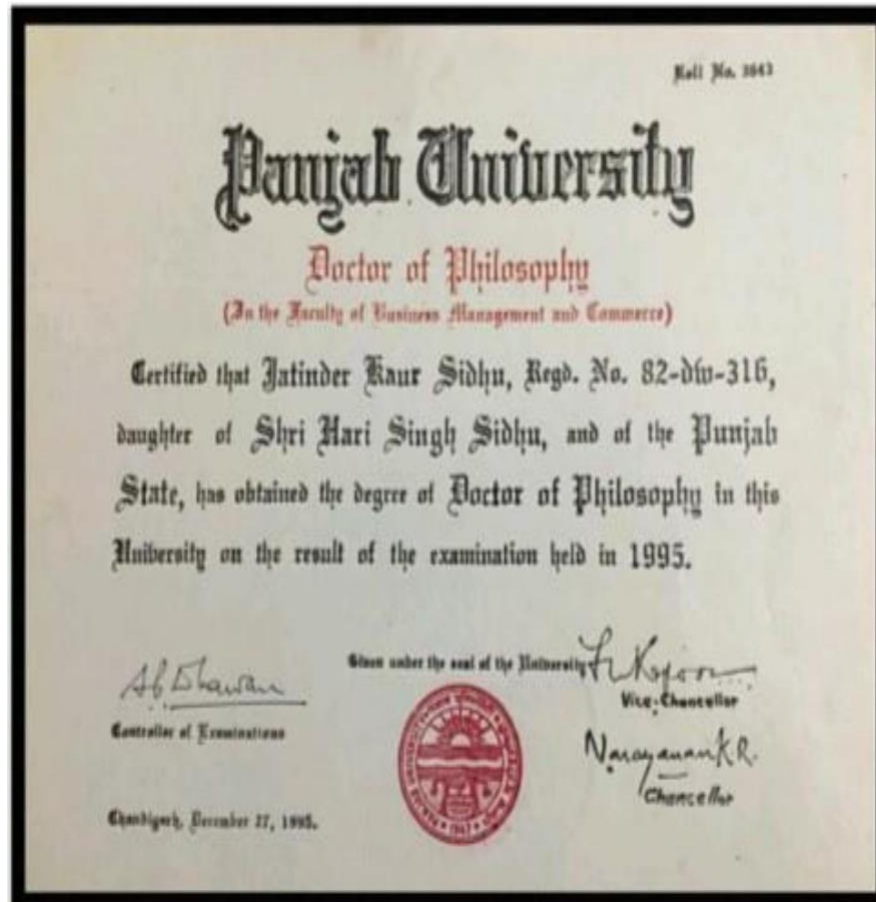 Roll No. 3643
Panjab University
Doctor of Philosophy
(In the Faculty of Business Management and Commerce)
Certified that Jatinder Kaur Sidhu, Regd. No. 82-dw-316,
daughter of Shri Hari Singh Sidhu, and of the Punjab
State, has obtained the degree of Doctor of Philosophy in this
University on the result of the examination held in 1995.
Given under the seal of the University
Vice-Chancellor
Controller of Examinations
Narayanan K.R.
Chancellor
Chandigarh, December 27, 1995.